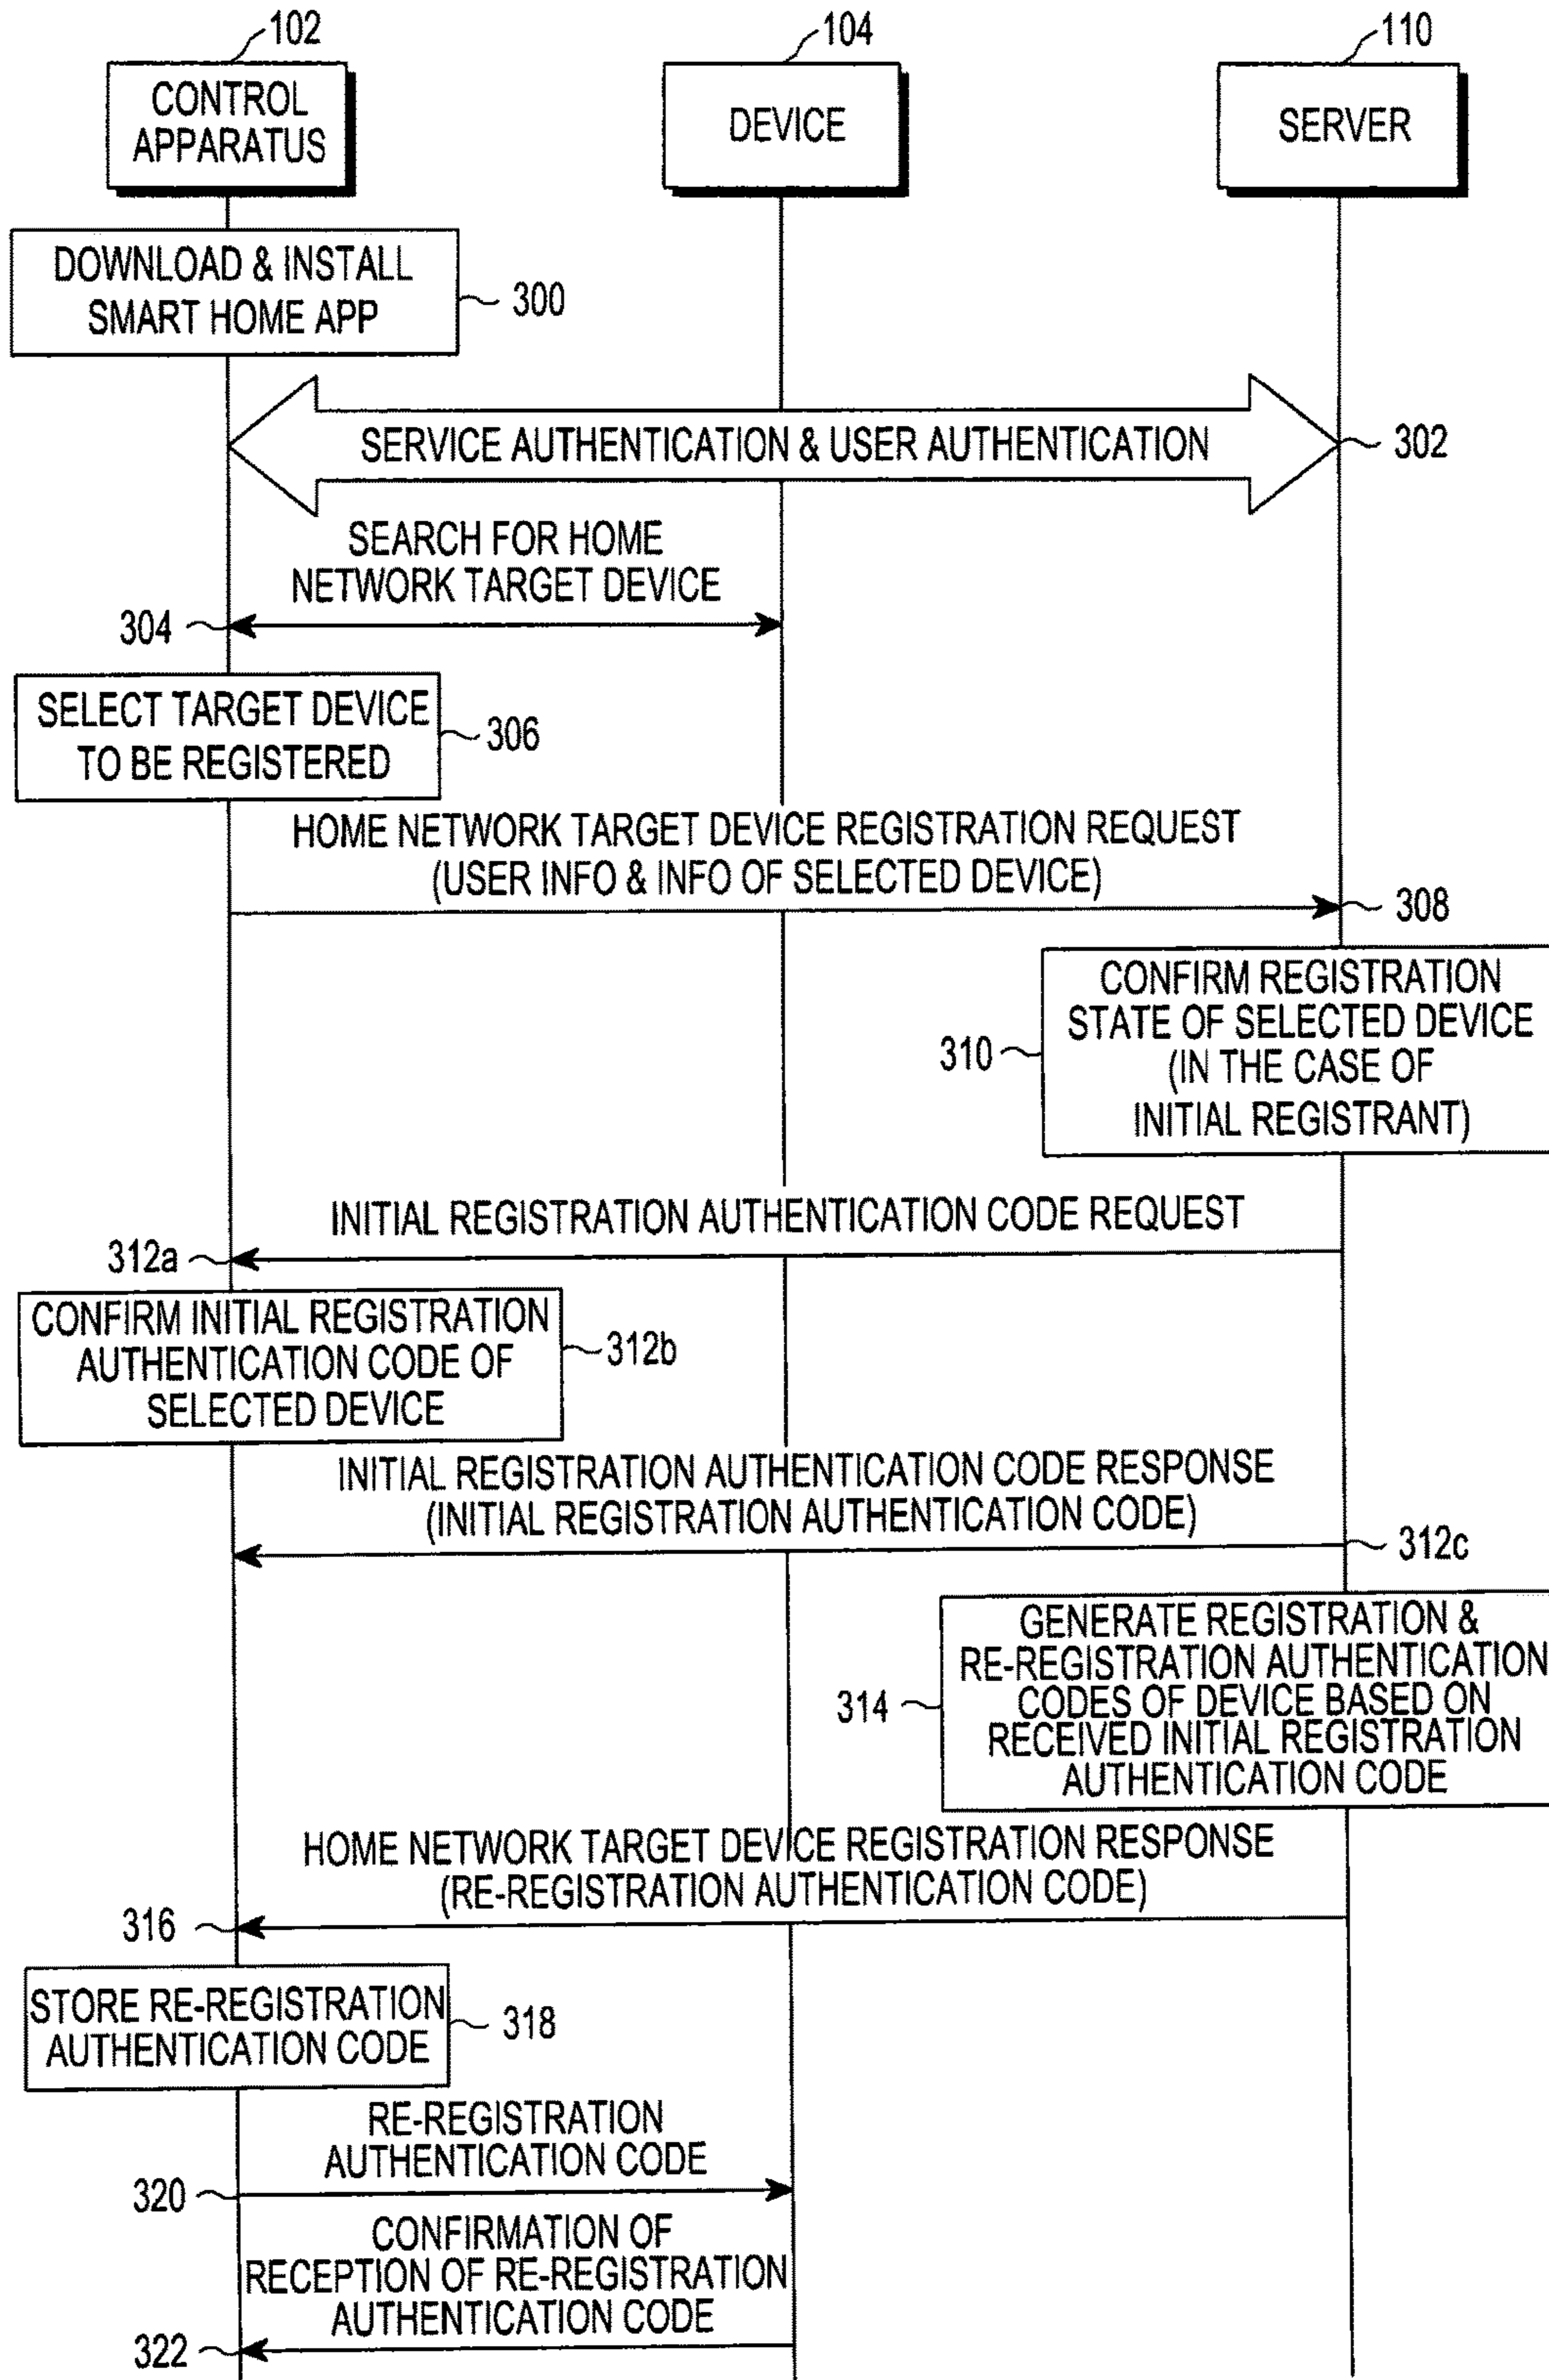 102
104
110
CONTROL
APPARATUS
DEVICE
SERVER
DOWNLOAD & INSTALL
SMART HOME APP
300
SERVICE AUTHENTICATION & USER AUTHENTICATION
302
SEARCH FOR HOME
NETWORK TARGET DEVICE
304
SELECT TARGET DEVICE
TO BE REGISTERED
306
HOME NETWORK TARGET DEVICE REGISTRATION REQUEST
(USER INFO & INFO OF SELECTED DEVICE)
308
CONFIRM REGISTRATION
STATE OF SELECTED DEVICE
(IN THE CASE OF
INITIAL REGISTRANT)
310
INITIAL REGISTRATION AUTHENTICATION CODE REQUEST
312a
CONFIRM INITIAL REGISTRATION
AUTHENTICATION CODE OF
SELECTED DEVICE
312b
INITIAL REGISTRATION AUTHENTICATION CODE RESPONSE
(INITIAL REGISTRATION AUTHENTICATION CODE)
312c
GENERATE REGISTRATION &
RE-REGISTRATION AUTHENTICATION
CODES OF DEVICE BASED ON
RECEIVED INITIAL REGISTRATION
AUTHENTICATION CODE
314
HOME NETWORK TARGET DEVICE REGISTRATION RESPONSE
(RE-REGISTRATION AUTHENTICATION CODE)
316
STORE RE-REGISTRATION
AUTHENTICATION CODE
318
RE-REGISTRATION
AUTHENTICATION CODE
320
CONFIRMATION OF
RECEPTION OF RE-REGISTRATION
AUTHENTICATION CODE
322